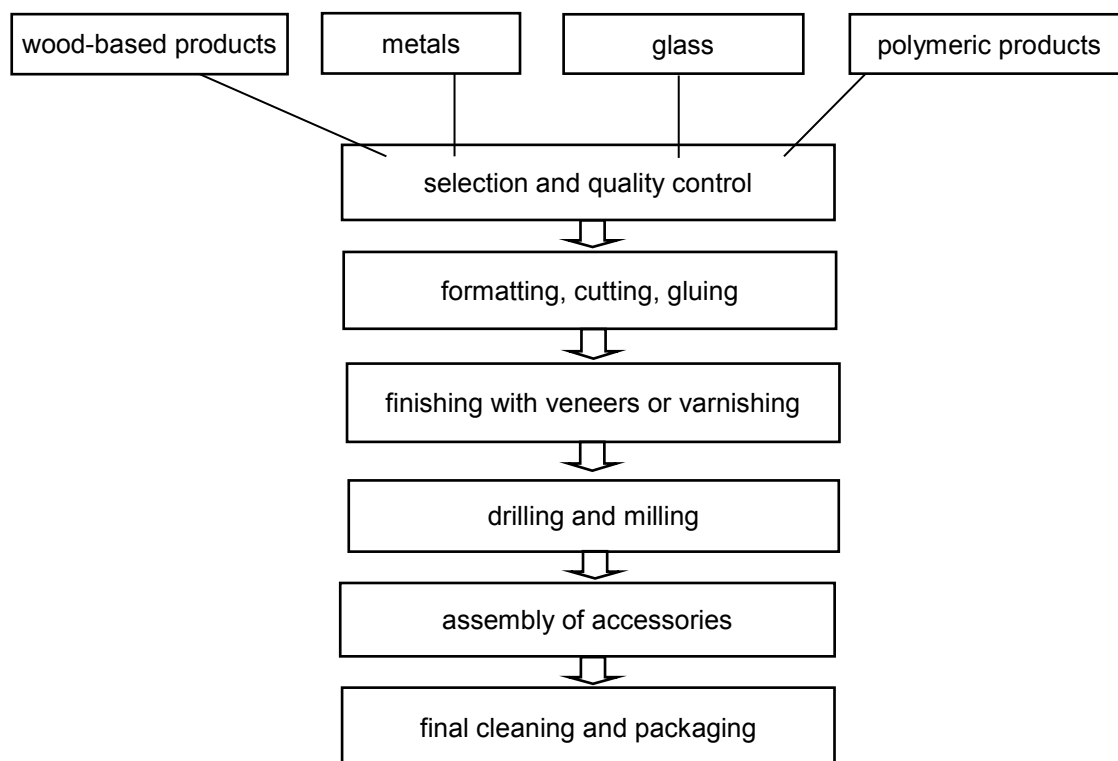 wood-based products
metals
glass
polymeric products
selection and quality control
formatting, cutting, gluing
finishing with veneers or varnishing
drilling and milling
assembly of accessories
final cleaning and packaging